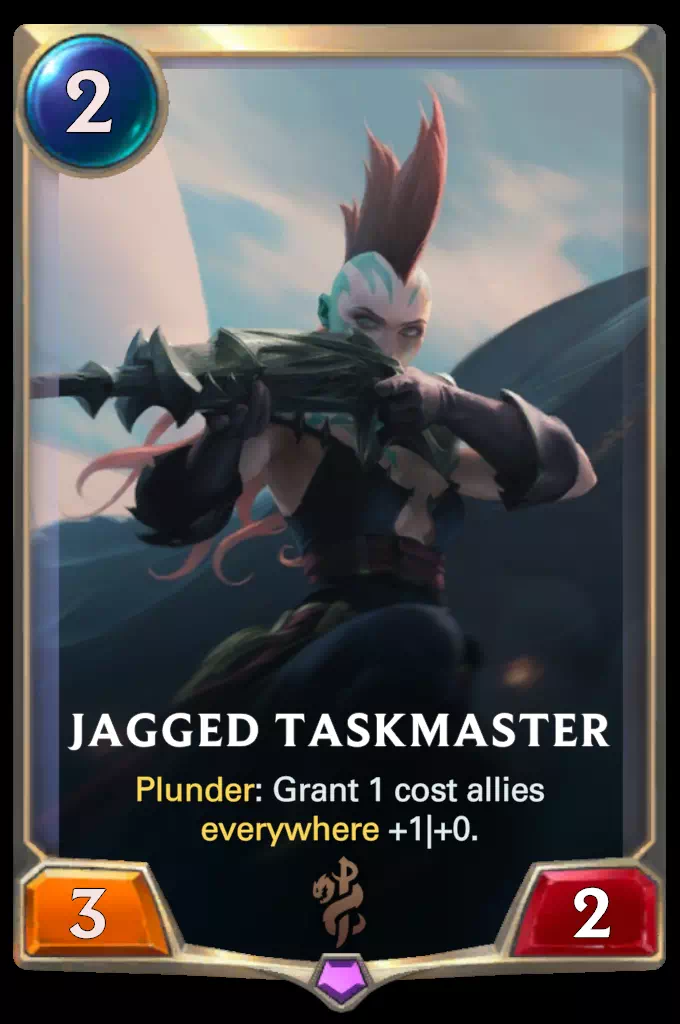 2
JAGGED TASKMASTER
Plunder: Grant 1 cost allies
everywhere +1|+0.
3
2